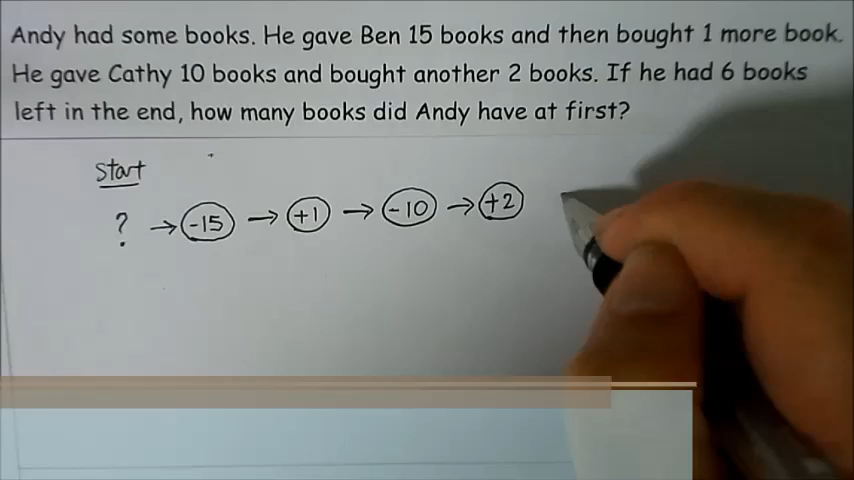 Andy had some books. He gave Ben 15 books and then bought 1 more book.
He gave Cathy 10 books and bought another 2 books. If he had 6 books
left in the end, how many books did Andy have at first?
Start
? → -15 → +1 → -10 → +2